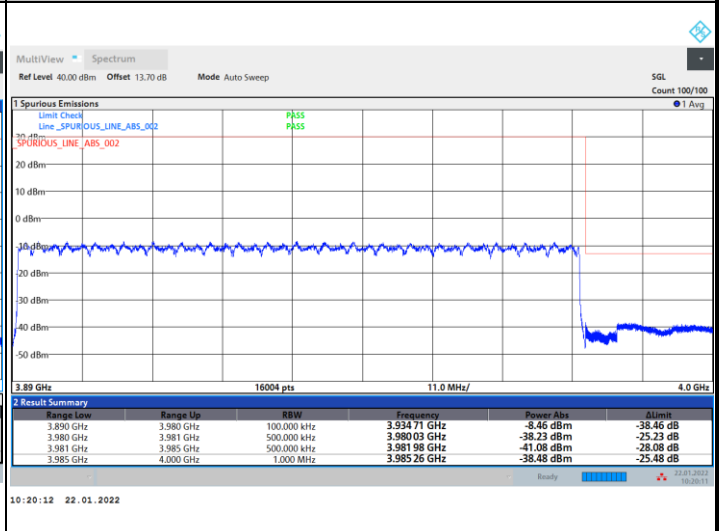 MultiView Spectrum
Ref Level 40.00 dBm Offset 13.70 dB Mode Auto Sweep SGL
Count 100/100
1 Spurious Emissions 1 Avg
Limit Check PASS
Line _SPURIOUS_LINE_ABS_002 PASS
30 dBm
_SPURIOUS_LINE_ABS_002
20 dBm
10 dBm
0 dBm
-10 dBm
-20 dBm
-30 dBm
-40 dBm
-50 dBm
3.89 GHz 16004 pts 11.0 MHz/ 4.0 GHz
2 Result Summary
Range Low Range Up RBW Frequency Power Abs ΔLimit
3.890 GHz 3.980 GHz 100.000 kHz 3.934 71 GHz -8.46 dBm -38.46 dB
3.980 GHz 3.981 GHz 500.000 kHz 3.980 03 GHz -38.23 dBm -25.23 dB
3.981 GHz 3.985 GHz 500.000 kHz 3.981 98 GHz -41.08 dBm -28.08 dB
3.985 GHz 4.000 GHz 1.000 MHz 3.985 26 GHz -38.48 dBm -25.48 dB
Ready 22.01.2022
10:20:11
10:20:12 22.01.2022